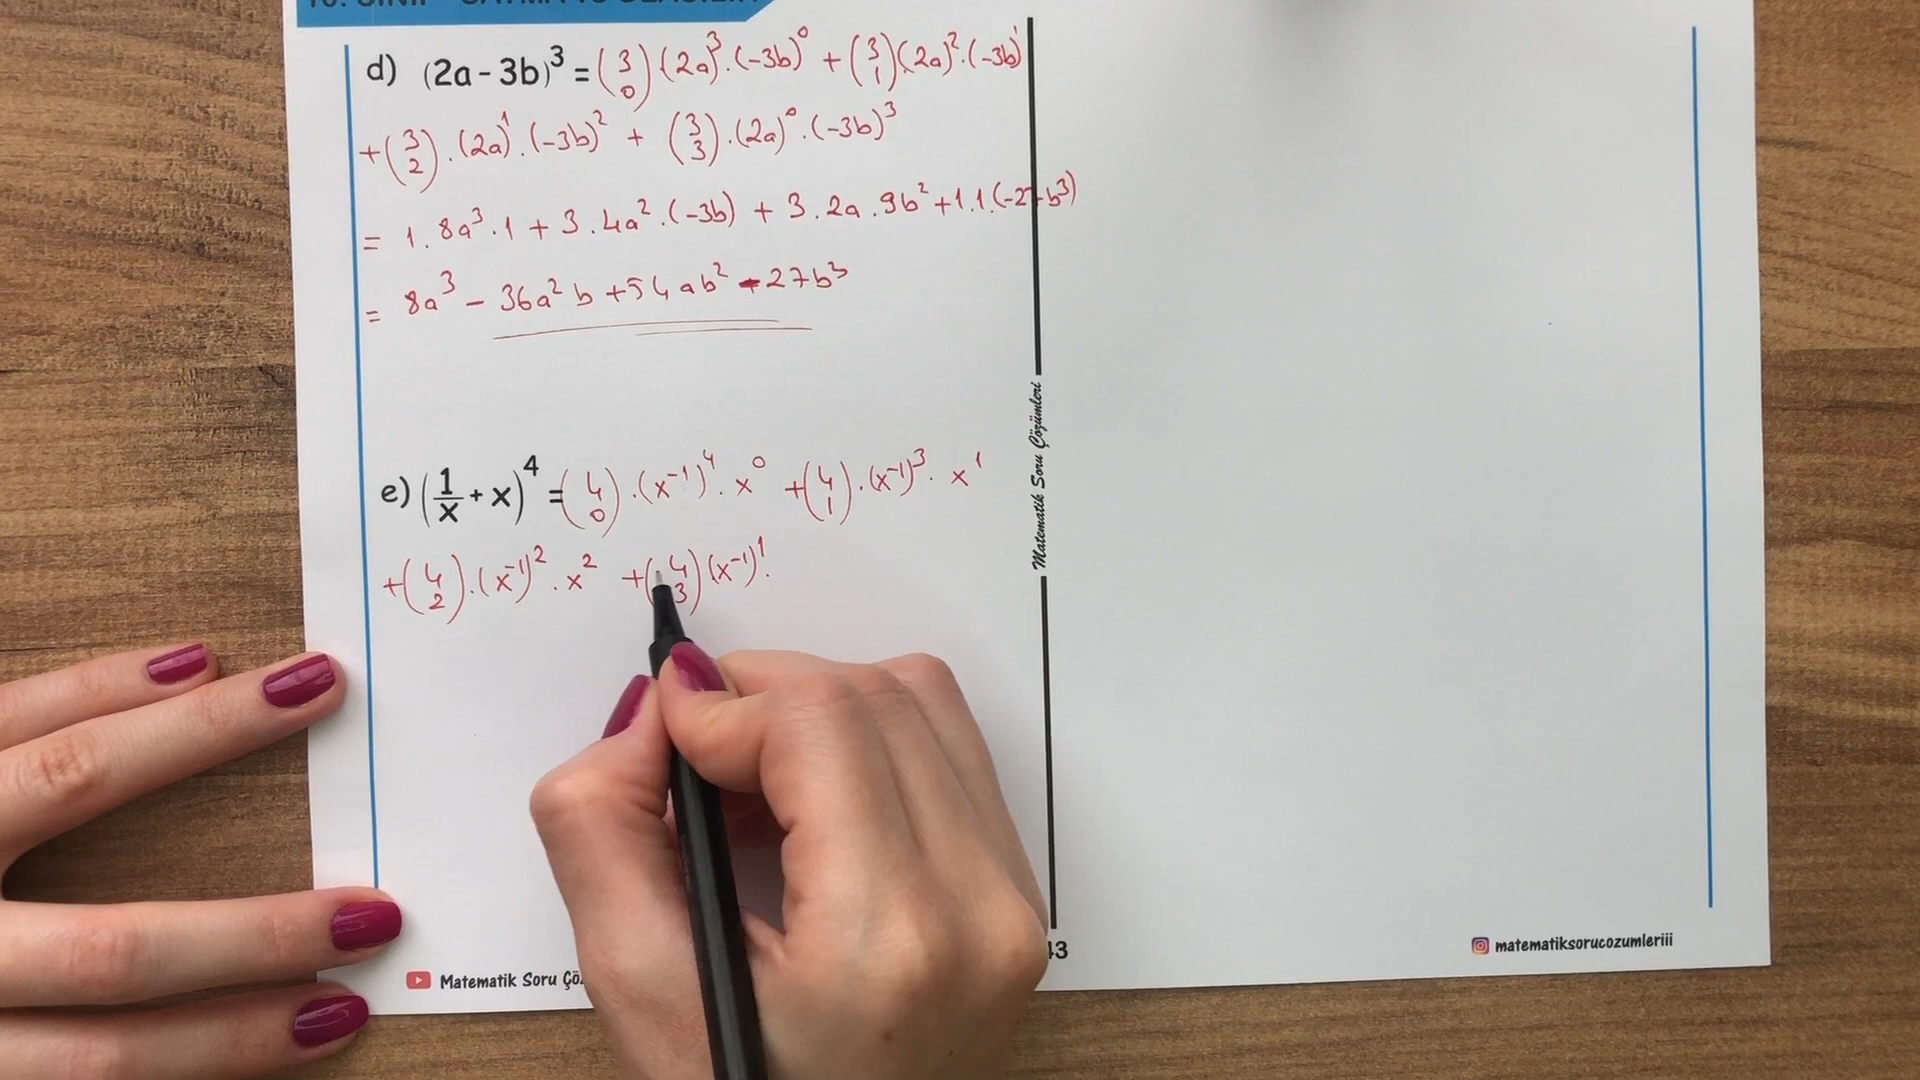 d) (2a - 3b)³ = (3 0) (2a)³ . (-3b)⁰ + (3 1) (2a)² . (-3b)¹
+ (3 2) . (2a)¹ . (-3b)² + (3 3) . (2a)⁰ . (-3b)³
= 1 . 8a³ . 1 + 3 . 4a² . (-3b) + 3 . 2a . 9b² + 1 . 1 . (-27b³)
= 8a³ - 36a²b + 54ab² - 27b³
e) (1/x + x)⁴ = (4 0) . (x⁻¹)⁴ . x⁰ + (4 1) . (x⁻¹)³ . x¹
+ (4 2) . (x⁻¹)² . x² + (4 3) (x⁻¹)¹ .
Matematik Soru Çözümleri
Matematik Soru
matematiksorucozumleriii